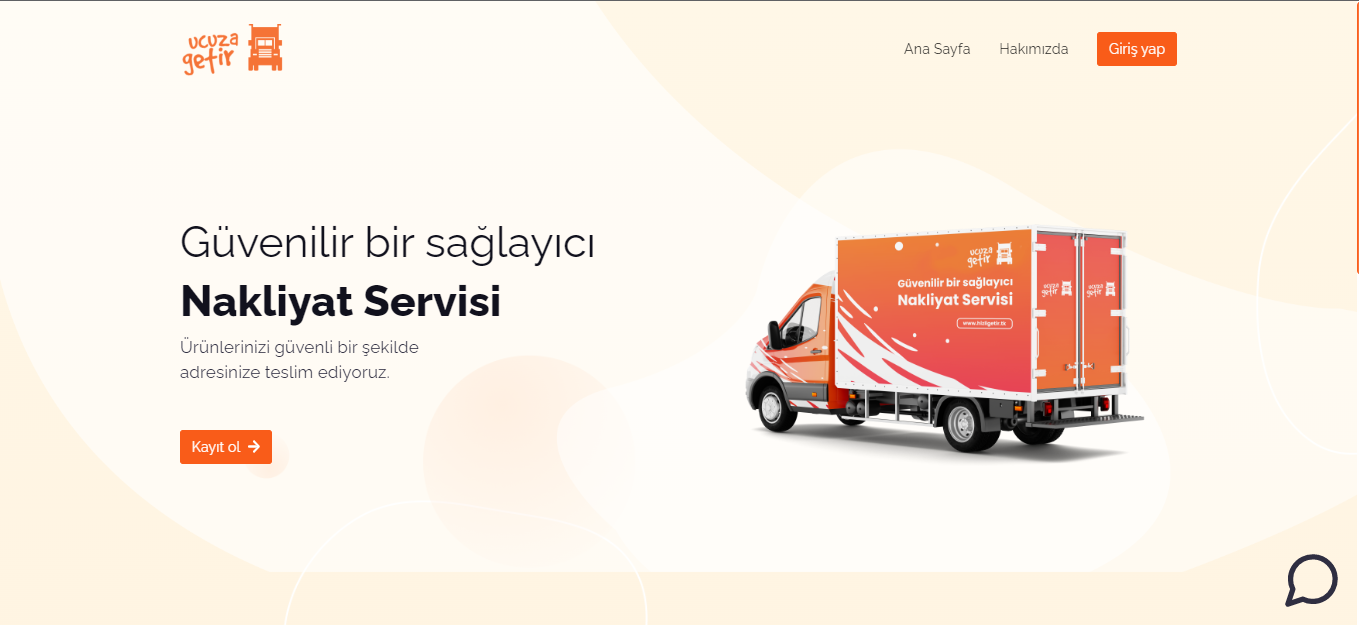 ucuza
getir
Ana Sayfa
Hakımızda
Giriş yap
Güvenilir bir sağlayıcı
Nakliyat Servisi
Ürünlerinizi güvenli bir şekilde
adresinize teslim ediyoruz.
Kayıt ol
ucuza
getir
Güvenilir bir sağlayıcı
Nakliyat Servisi
www.hizligetir.tk
ucuza
getir
ucuza
getir